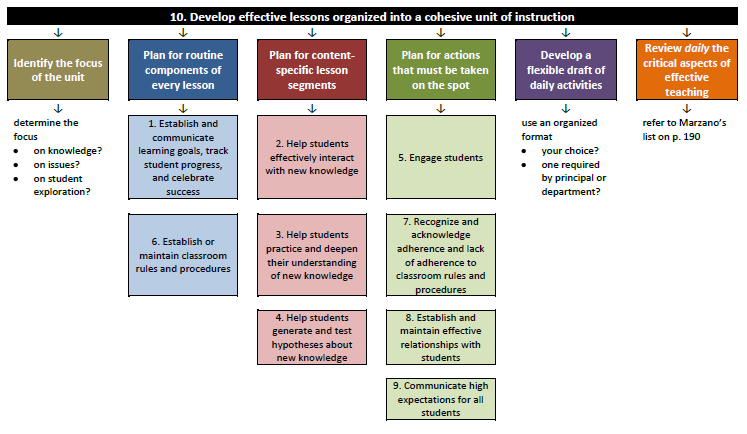 10. Develop effective lessons organized into a cohesive unit of instruction
Identify the focus
of the unit
determine the
focus
• on knowledge?
• on issues?
• on student
exploration?
Plan for routine
components of
every lesson
1. Establish and
communicate
learning goals, track
student progress,
and celebrate
success
6. Establish or
maintain classroom
rules and procedures
Plan for content-
specific lesson
segments
2. Help students
effectively interact
with new knowledge
3. Help students
practice and deepen
their understanding
of new knowledge
4. Help students
generate and test
hypotheses about
new knowledge
Plan for actions
that must be taken
on the spot
5. Engage students
7. Recognize and
acknowledge
adherence and lack
of adherence to
classroom rules and
procedures
8. Establish and
maintain effective
relationships with
students
9. Communicate high
expectations for all
students
Develop a
flexible draft of
daily activities
use an organized
format
• your choice?
• one required
by principal or
department?
Review daily the
critical aspects of
effective
teaching
refer to Marzano's
list on p. 190